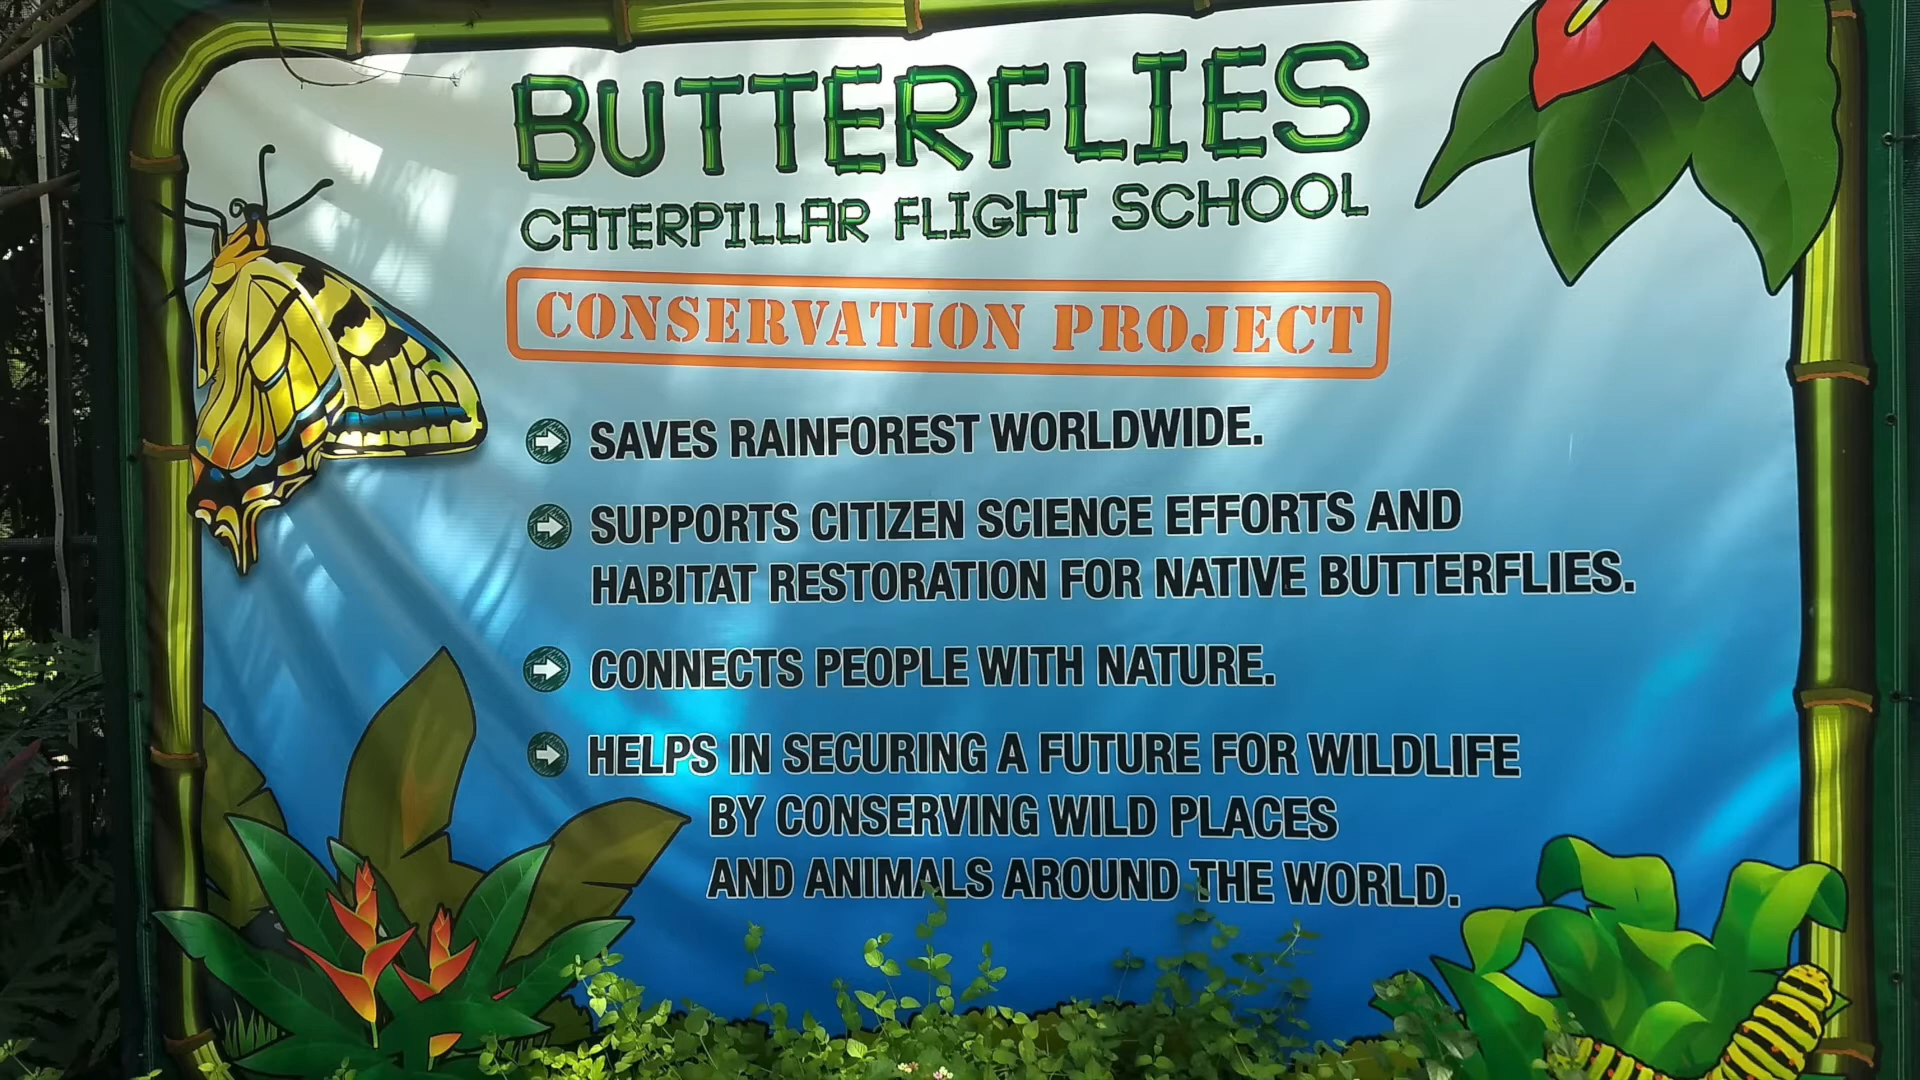 BUTTERFLIES
CATERPILLAR FLIGHT SCHOOL
CONSERVATION PROJECT
SAVES RAINFOREST WORLDWIDE.
SUPPORTS CITIZEN SCIENCE EFFORTS AND
HABITAT RESTORATION FOR NATIVE BUTTERFLIES.
CONNECTS PEOPLE WITH NATURE.
HELPS IN SECURING A FUTURE FOR WILDLIFE
BY CONSERVING WILD PLACES
AND ANIMALS AROUND THE WORLD.